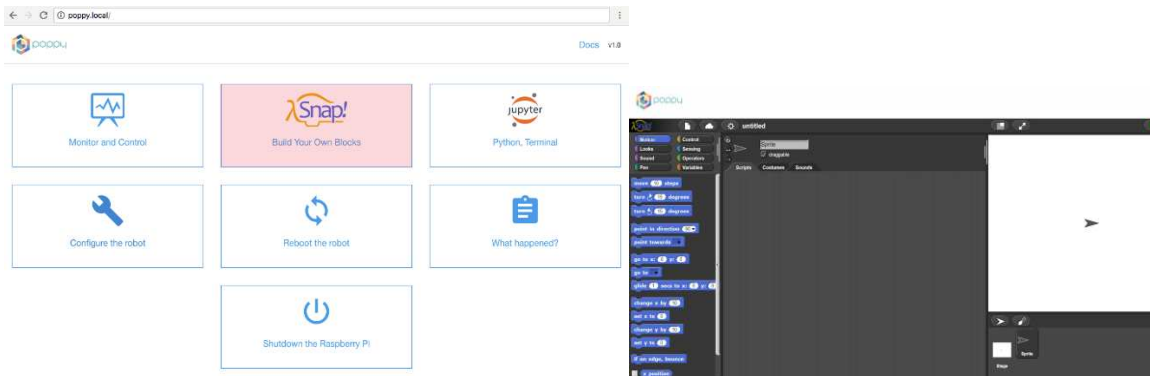 poppy.local/
poppy
Docs v1.0
λSnap!
Build Your Own Blocks
Monitor and Control
jupyter
Python, Terminal
Configure the robot
Reboot the robot
What happened?
Shutdown the Raspberry Pi
poppy
untitled
Motion Control
Looks Sensing
Sound Operators
Pen Variables
Sprite
draggable
Scripts Costumes Sounds
move 10 steps
turn 15 degrees
turn 15 degrees
point in direction 90
point towards
go to x: 0 y: 0
go to
glide 1 secs to x: 0 y: 0
change x by 10
set x to 0
change y by 10
set y to 0
if on edge, bounce
x position
Sprite
Stage